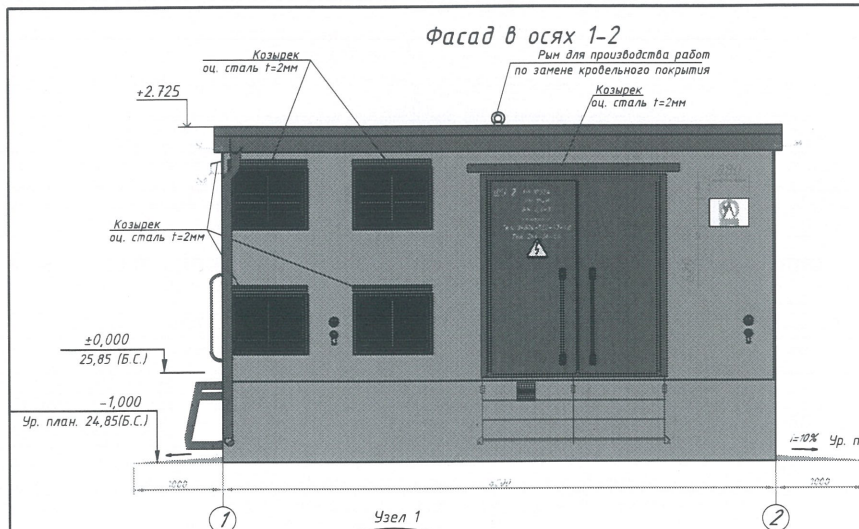 Фасад в осях 1-2
Козырек
оц. сталь t=2мм
Рым для производства работ
по замене кровельного покрытия
Козырек
оц. сталь t=2мм
+2.725
Козырек
оц. сталь t=2мм
±0,000
25,85 (Б.С.)
-1,000
Ур. план. 24,85(Б.С.)
i=10%
Ур. п
1000
1000
1
Узел 1
2